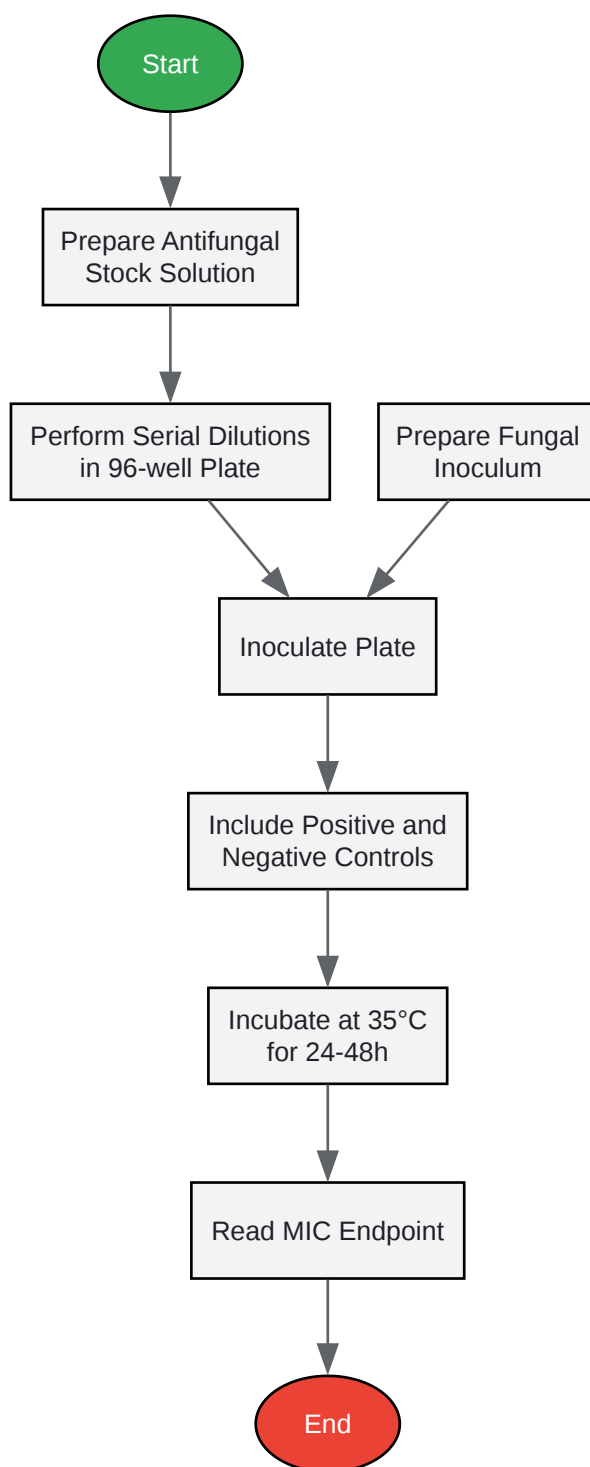 Start
Prepare Antifungal
Stock Solution
Perform Serial Dilutions
in 96-well Plate
Prepare Fungal
Inoculum
Inoculate Plate
Include Positive and
Negative Controls
Incubate at 35°C
for 24-48h
Read MIC Endpoint
End